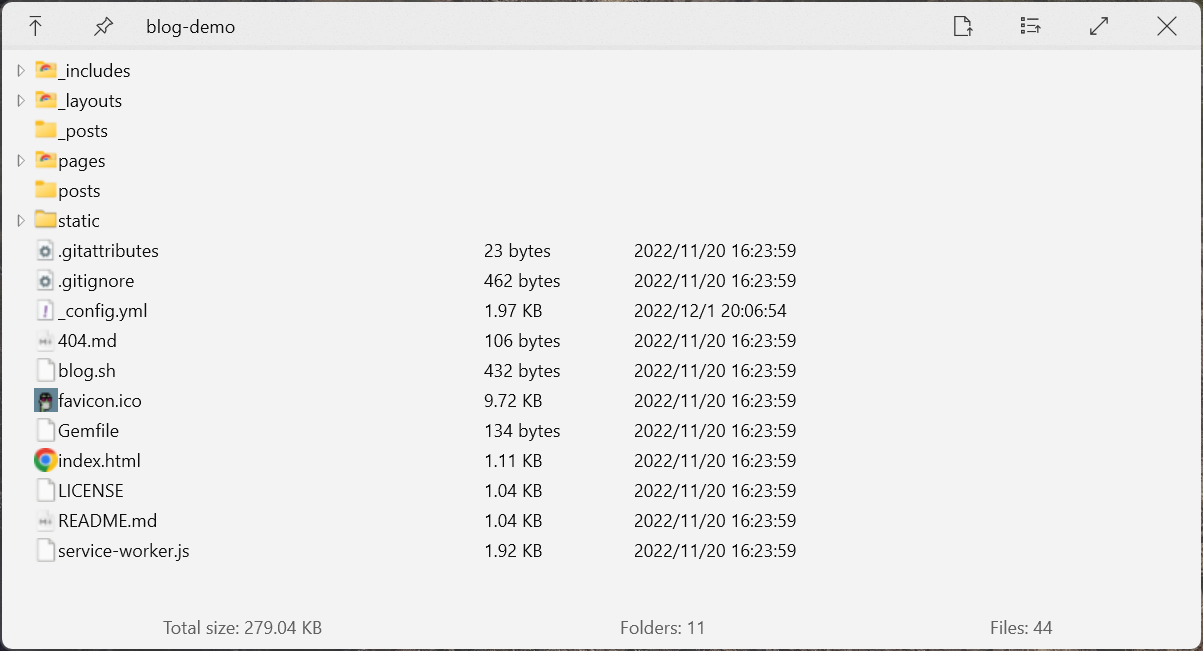 blog-demo
_includes
_layouts
_posts
pages
posts
static
.gitattributes 23 bytes 2022/11/20 16:23:59
.gitignore 462 bytes 2022/11/20 16:23:59
_config.yml 1.97 KB 2022/12/1 20:06:54
404.md 106 bytes 2022/11/20 16:23:59
blog.sh 432 bytes 2022/11/20 16:23:59
favicon.ico 9.72 KB 2022/11/20 16:23:59
Gemfile 134 bytes 2022/11/20 16:23:59
index.html 1.11 KB 2022/11/20 16:23:59
LICENSE 1.04 KB 2022/11/20 16:23:59
README.md 1.04 KB 2022/11/20 16:23:59
service-worker.js 1.92 KB 2022/11/20 16:23:59
Total size: 279.04 KB Folders: 11 Files: 44